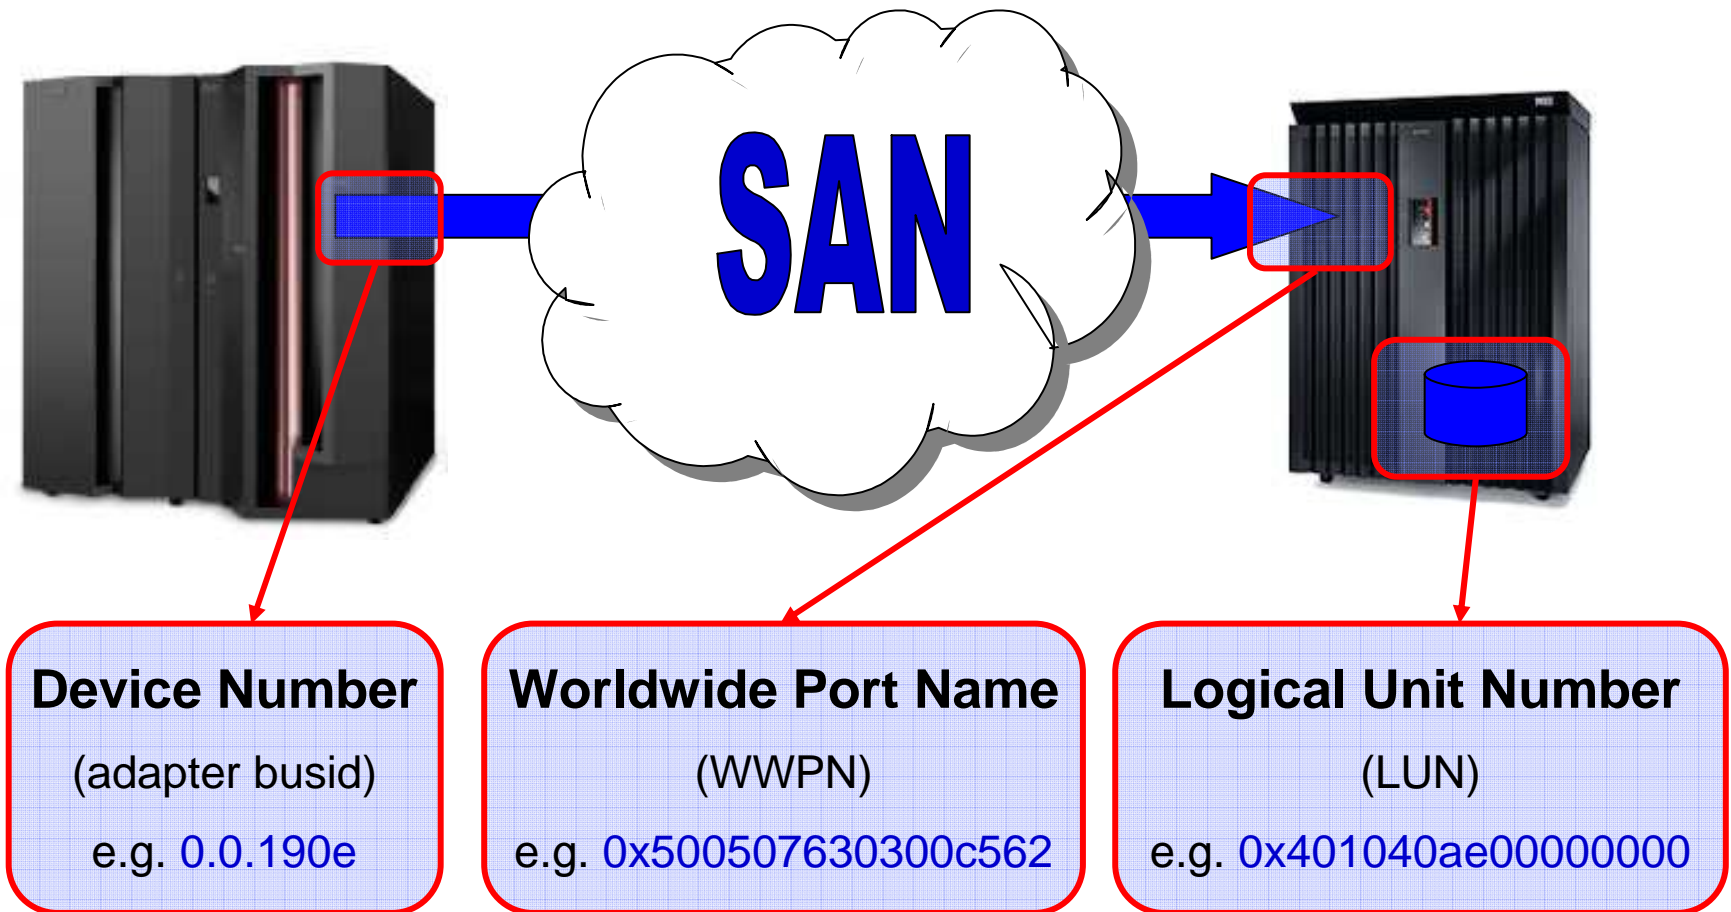 SAN
Device Number
(adapter busid)
e.g. 0.0.190e
Worldwide Port Name
(WWPN)
e.g. 0x500507630300c562
Logical Unit Number
(LUN)
e.g. 0x401040ae00000000